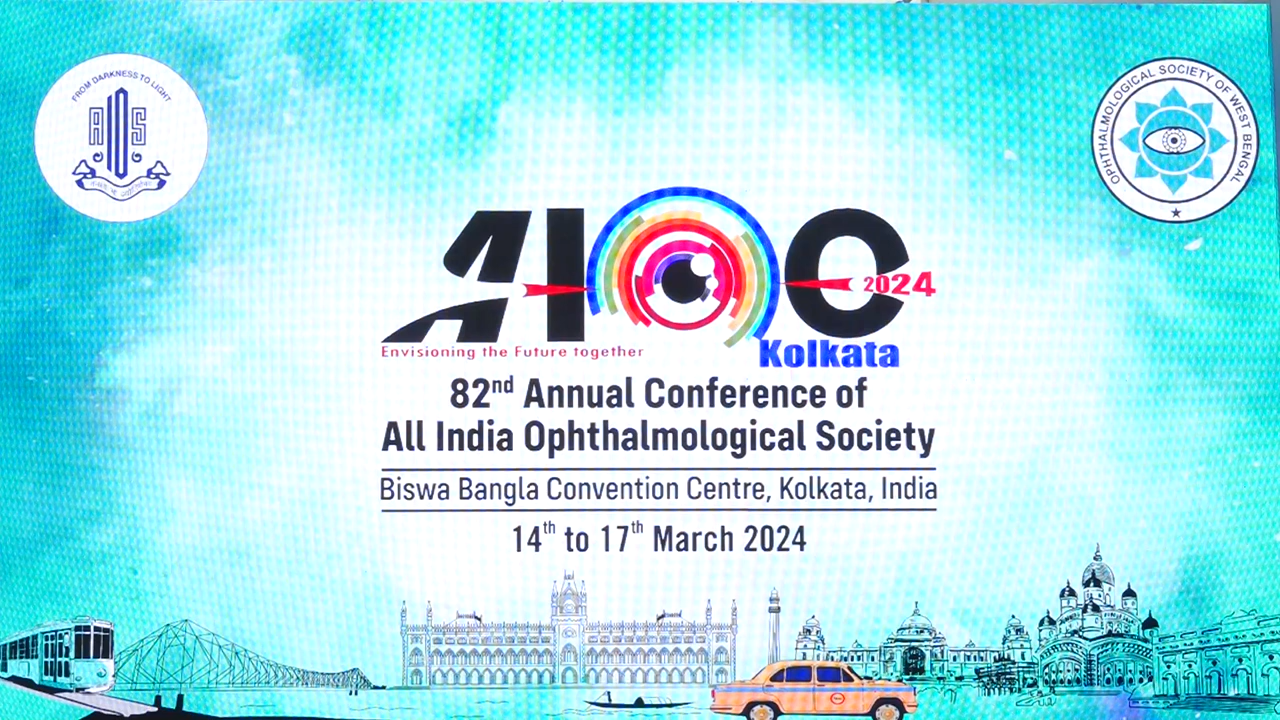 FROM DARKNESS TO LIGHT
AIOS
OPHTHALMOLOGICAL SOCIETY OF WEST BENGAL
AIOC
2024
Envisioning the Future together
Kolkata
82nd Annual Conference of
All India Ophthalmological Society
Biswa Bangla Convention Centre, Kolkata, India
14th to 17th March 2024